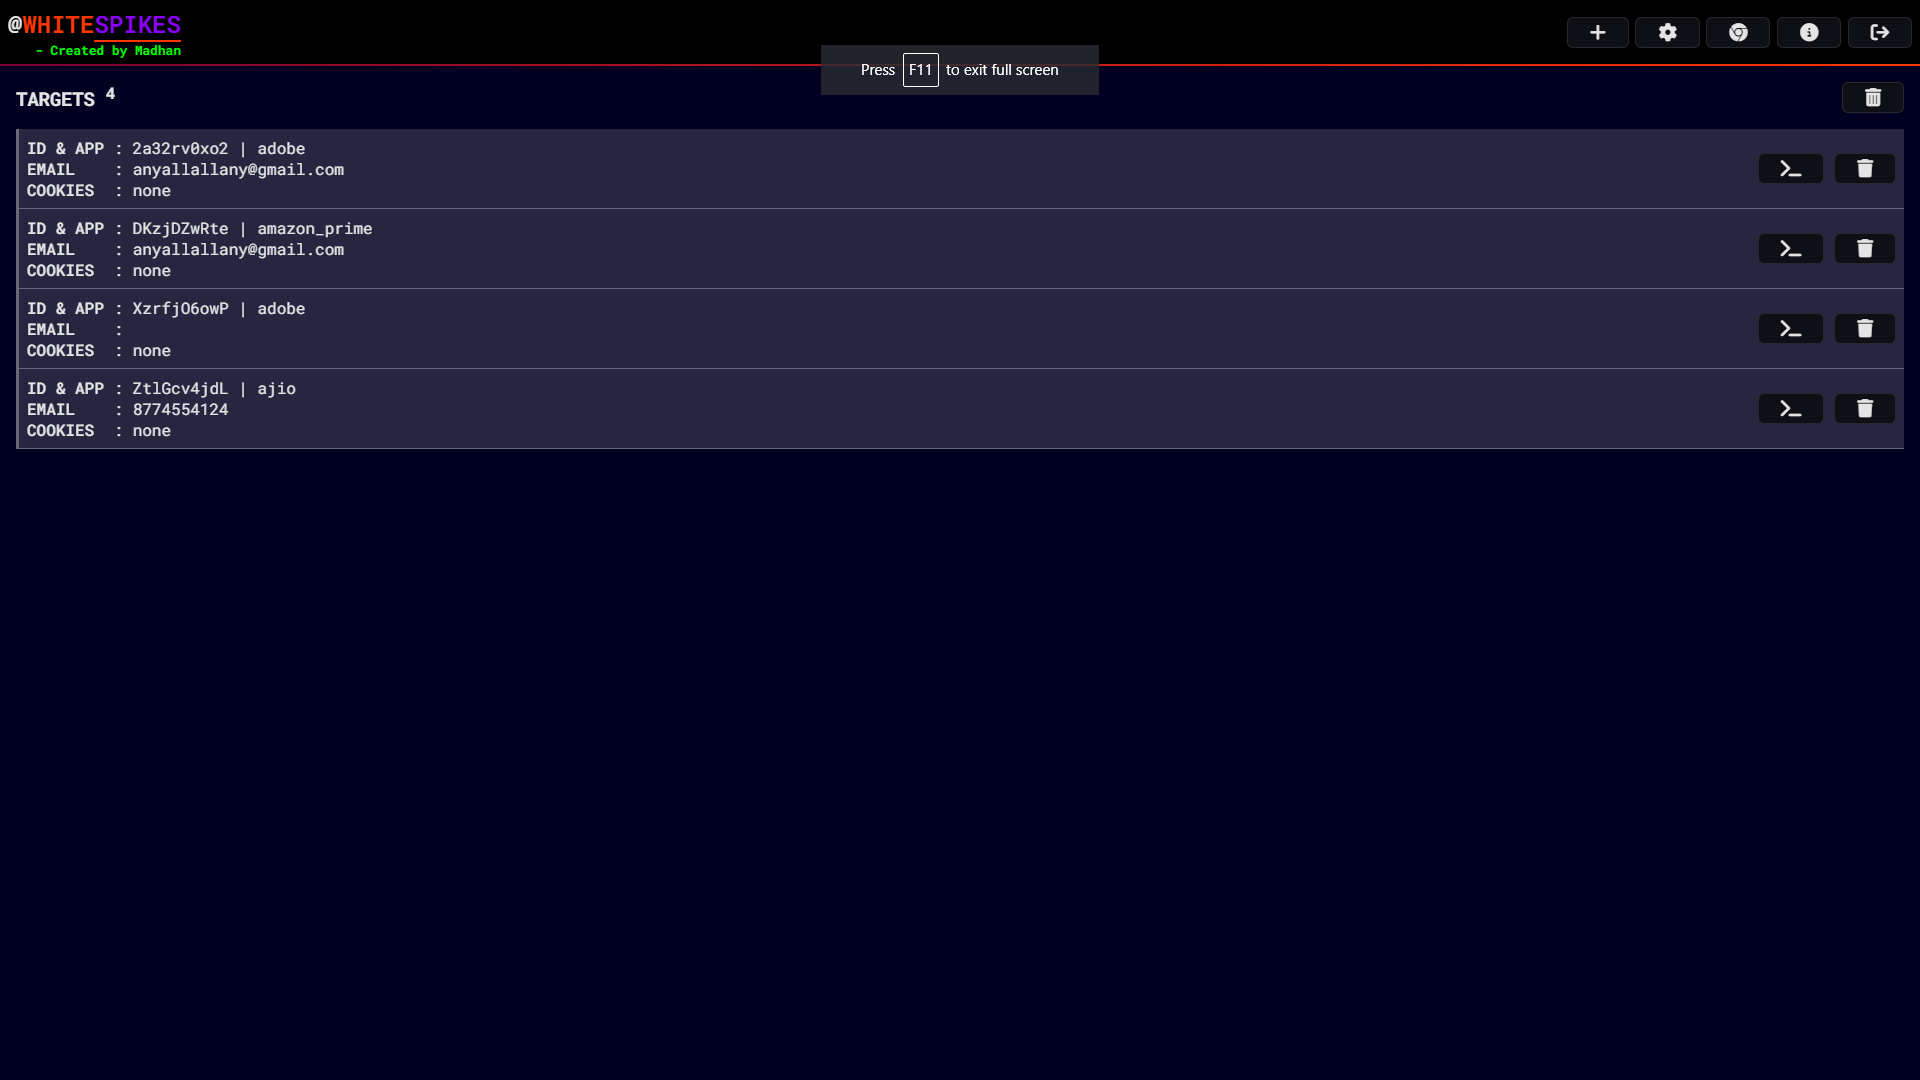 @WHITESPIKES
- Created by Madhan
Press F11 to exit full screen
TARGETS 4
ID & APP : 2a32rv0xo2 | adobe
EMAIL : anyallallany@gmail.com
COOKIES : none
ID & APP : DKzjDZwRte | amazon_prime
EMAIL : anyallallany@gmail.com
COOKIES : none
ID & APP : XzrfjO6owP | adobe
EMAIL :
COOKIES : none
ID & APP : ZtlGcv4jdL | ajio
EMAIL : 8774554124
COOKIES : none